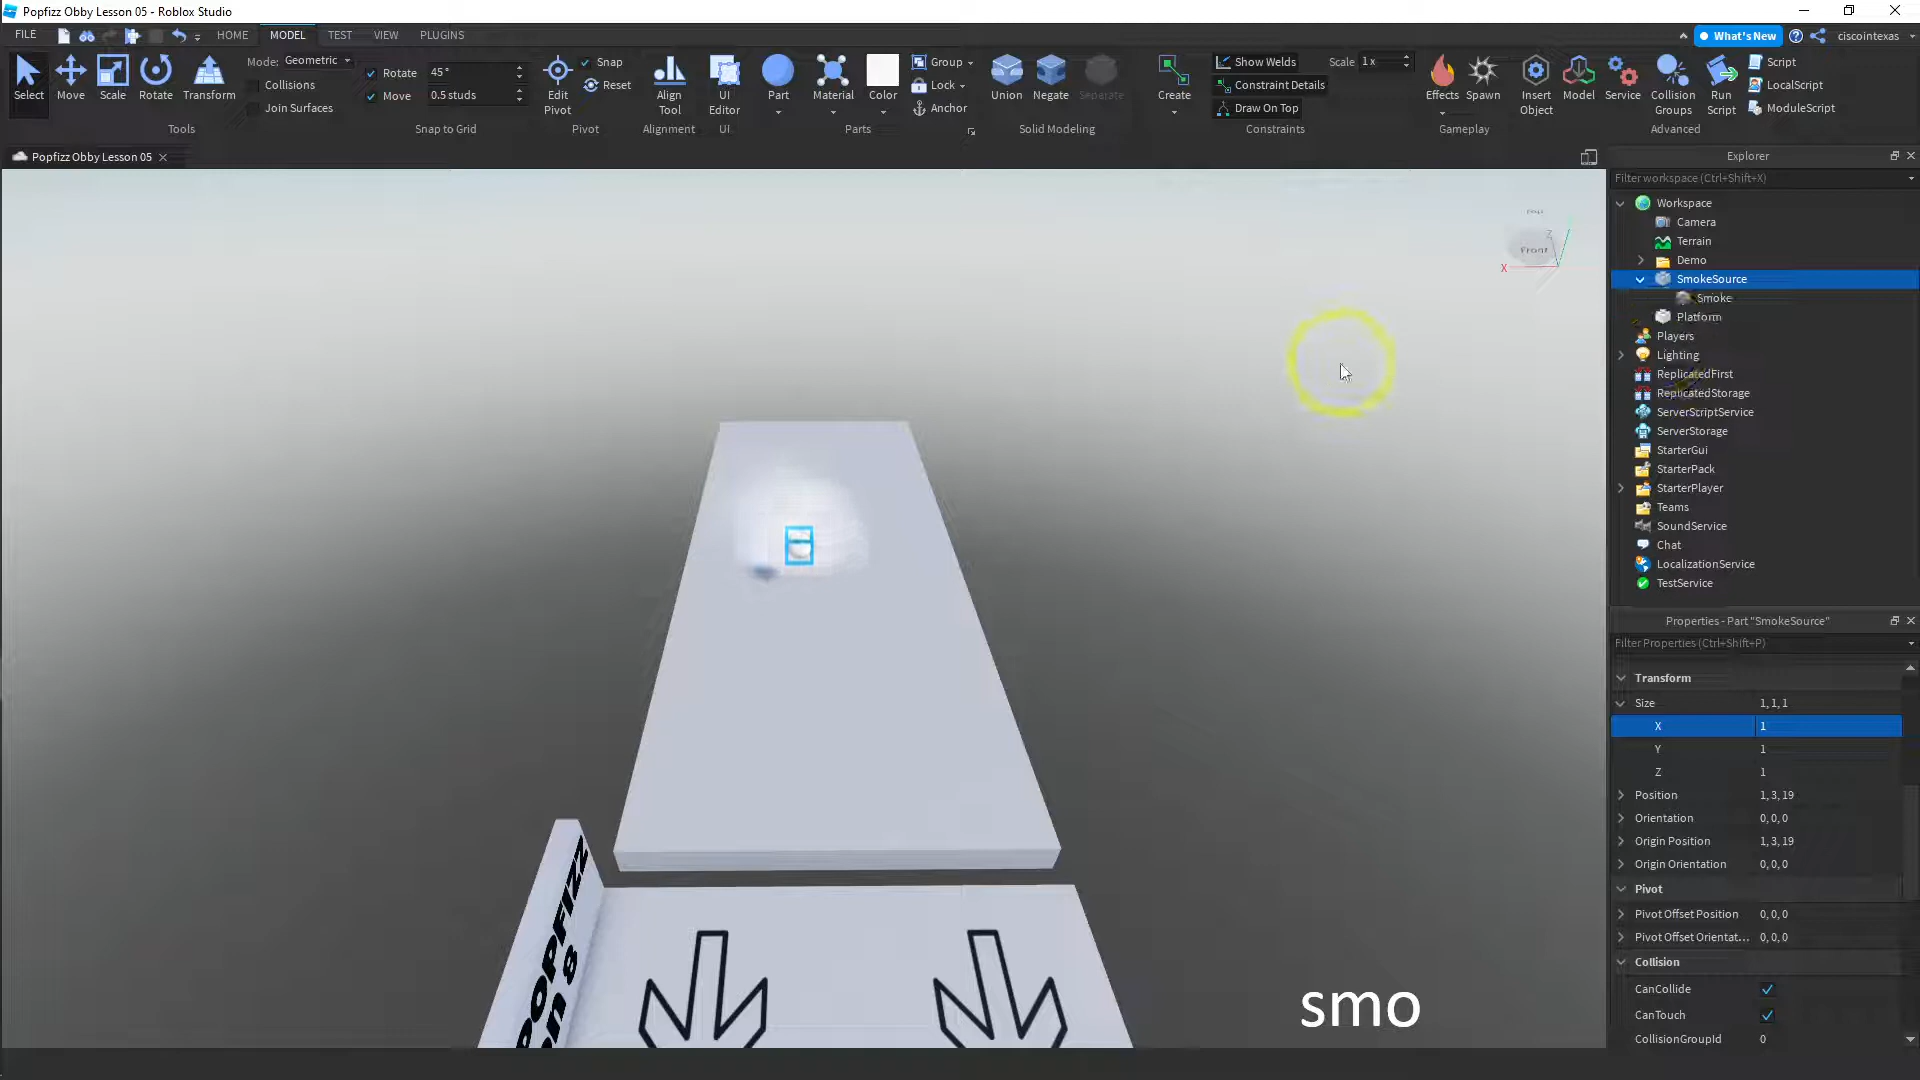 Popfizz Obby Lesson 05 - Roblox Studio
FILE HOME MODEL TEST VIEW PLUGINS What's New ciscointexas
Select Move Scale Rotate Transform
Mode: Geometric
Collisions
Join Surfaces
Tools
Rotate 45°
Move 0.5 studs
Snap to Grid
Edit
Pivot
Snap
Reset
Pivot
Align
Tool
Alignment
UI
Editor
UI
Part Material Color
Group
Lock
Anchor
Parts
Union Negate Separate
Solid Modeling
Create
Show Welds
Constraint Details
Draw On Top
Scale 1 x
Constraints
Effects Spawn
Gameplay
Insert
Object
Model Service
Collision
Groups
Run
Script
Script
LocalScript
ModuleScript
Advanced
Popfizz Obby Lesson 05
Front
X
Z
POPFIZZ
smo
Explorer
Filter workspace (Ctrl+Shift+X)
Workspace
Camera
Terrain
Demo
SmokeSource
Smoke
Platform
Players
Lighting
ReplicatedFirst
ReplicatedStorage
ServerScriptService
ServerStorage
StarterGui
StarterPack
StarterPlayer
Teams
SoundService
Chat
LocalizationService
TestService
Properties - Part "SmokeSource"
Filter Properties (Ctrl+Shift+P)
Transform
Size 1, 1, 1
X 1
Y 1
Z 1
Position 1, 3, 19
Orientation 0, 0, 0
Origin Position 1, 3, 19
Origin Orientation 0, 0, 0
Pivot
Pivot Offset Position 0, 0, 0
Pivot Offset Orientat... 0, 0, 0
Collision
CanCollide
CanTouch
CollisionGroupId 0